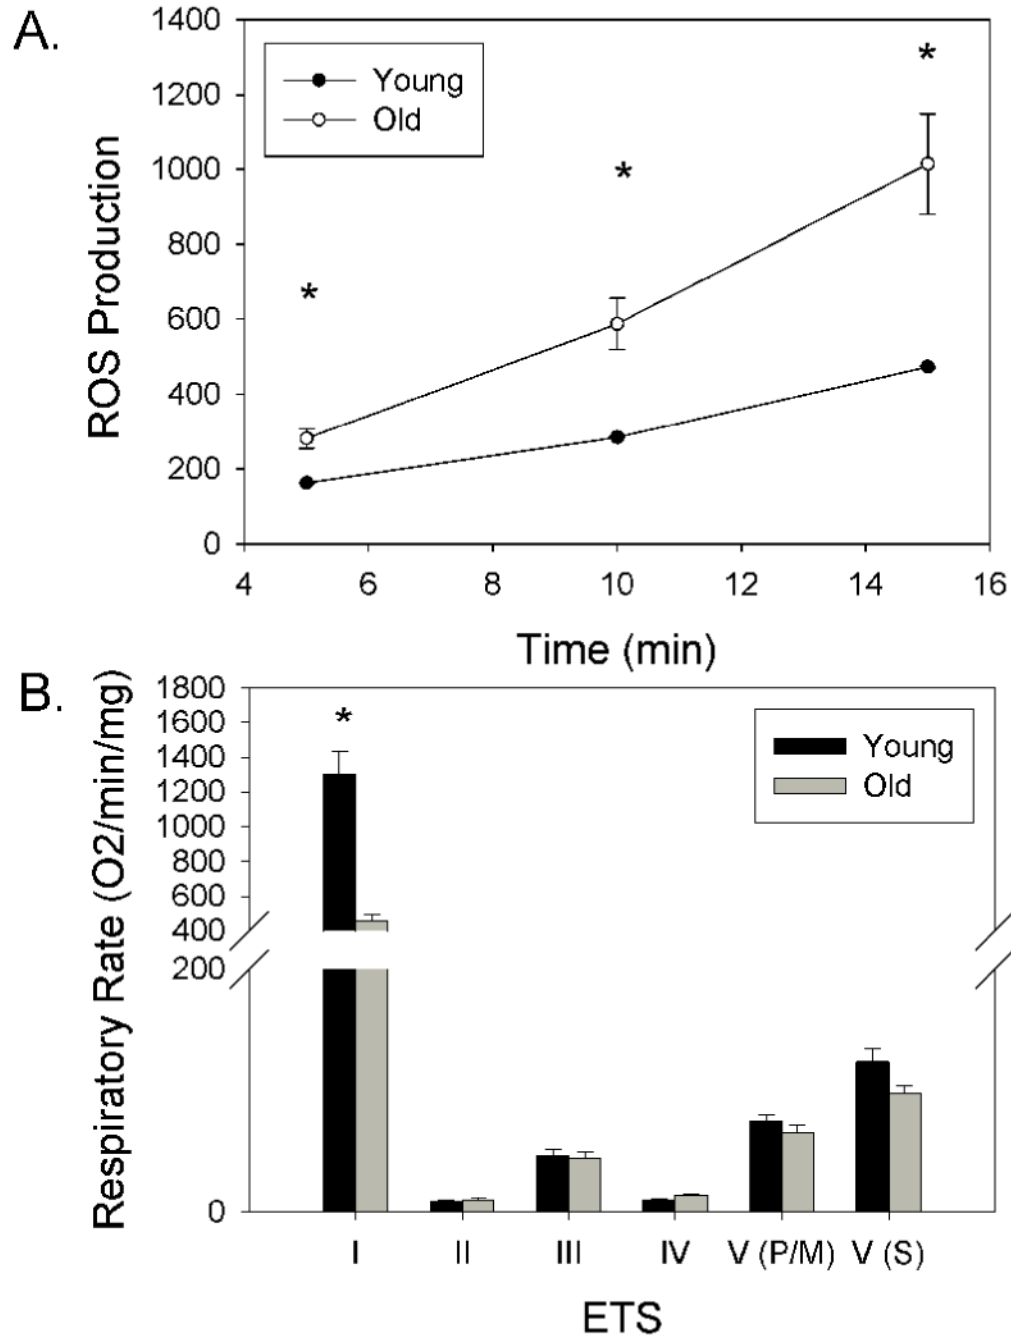 A.
1400
1200
1000
800
600
400
200
0
Young
Old
*
*
*
ROS Production
4 6 8 10 12 14 16
Time (min)
B.
1800
1600
1400
1200
1000
800
600
400
200
0
*
Young
Old
Respiratory Rate (O2/min/mg)
I II III IV V (P/M) V (S)
ETS